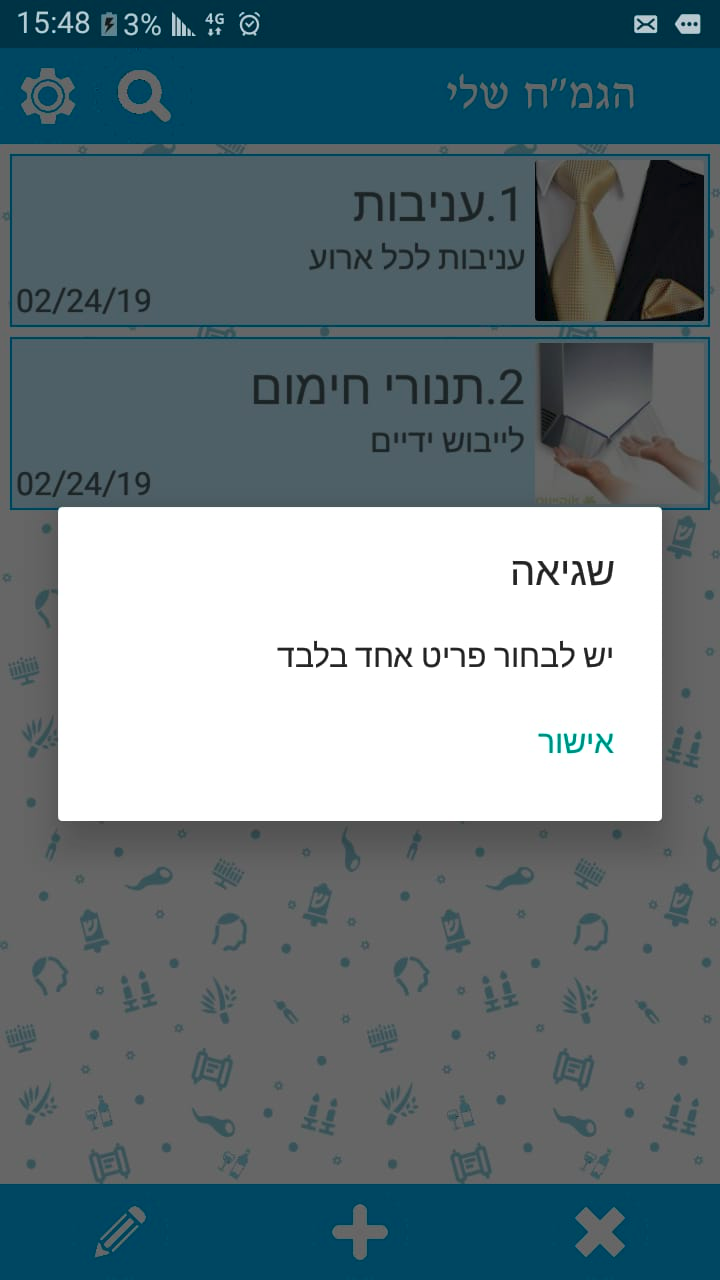 15:48 3% 4G
הגמ"ח שלי
1.עניבות
עניבות לכל ארוע
02/24/19
2.תנורי חימום
לייבוש ידיים
02/24/19
שגיאה
יש לבחור פריט אחד בלבד
אישור